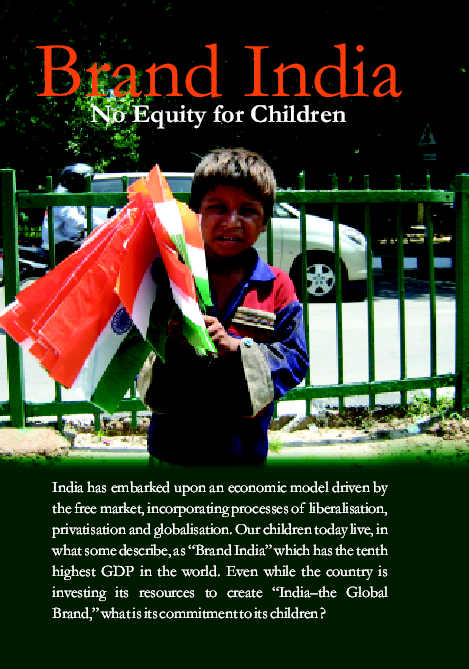 Brand India
No Equity for Children
India has embarked upon an economic model driven by
the free market, incorporating processes of liberalisation,
privatisation and globalisation. Our children today live, in
what some describe, as “Brand India” which has the tenth
highest GDP in the world. Even while the country is
investing its resources to create “India–the Global
Brand,” what is its commitment to its children?